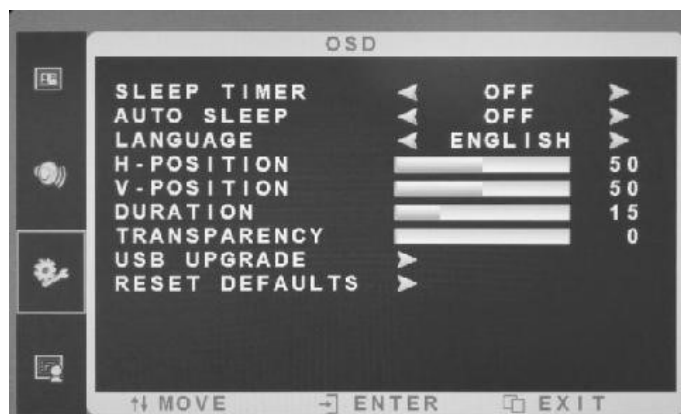 OSD
SLEEP TIMER OFF
AUTO SLEEP OFF
LANGUAGE ENGLISH
H-POSITION 50
V-POSITION 50
DURATION 15
TRANSPARENCY 0
USB UPGRADE
RESET DEFAULTS
MOVE ENTER EXIT